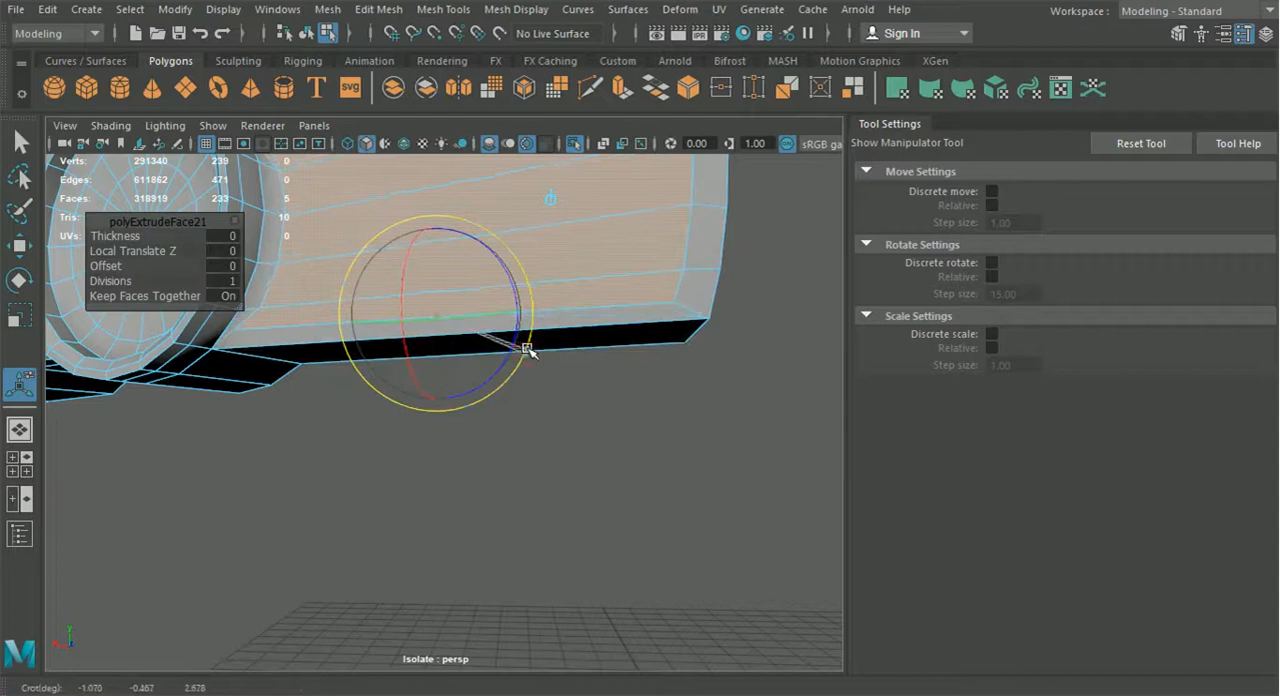 File Edit Create Select Modify Display Windows Mesh Edit Mesh Mesh Tools Mesh Display Curves Surfaces Deform UV Generate Cache Arnold Help Workspace : Modeling - Standard
Modeling No Live Surface Sign In
Curves / Surfaces Polygons Sculpting Rigging Animation Rendering FX FX Caching Custom Arnold Bifrost MASH Motion Graphics XGen
T svg
View Shading Lighting Show Renderer Panels
0.00 1.00 sRGB ga
Verts: 291340 239 0
Edges: 611862 471 0
Faces: 318919 233 5
Tris: 10
UVs: 0
polyExtrudeFace21
Thickness 0
Local Translate Z 0
Offset 0
Divisions 1
Keep Faces Together On
Isolate : persp
Tool Settings
Show Manipulator Tool Reset Tool Tool Help
Move Settings
Discrete move:
Relative:
Step size: 1.00
Rotate Settings
Discrete rotate:
Relative:
Step size: 15.00
Scale Settings
Discrete scale:
Relative:
Step size: 1.00
Crot(deg): -1.070 -0.467 2.678